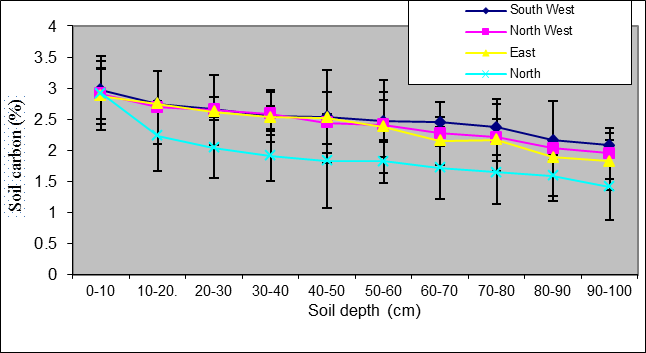 South West
North West
East
North
4
3.5
3
2.5
2
1.5
1
0.5
0
Soil carbon (%)
0-10 10-20. 20-30 30-40 40-50 50-60 60-70 70-80 80-90 90-100
Soil depth (cm)